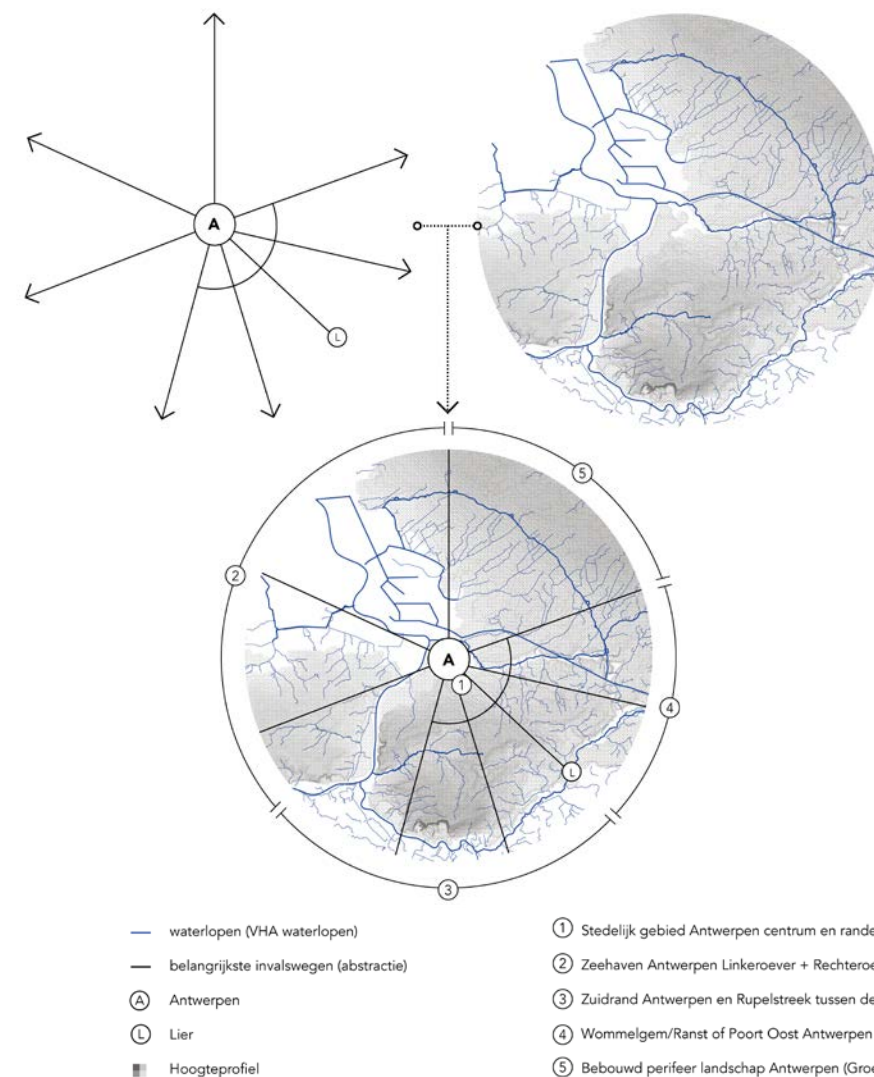 A
L
5
2
A
1
4
L
3
waterlopen (VHA waterlopen)
belangrijkste invalswegen (abstractie)
A Antwerpen
L Lier
Hoogteprofiel
1 Stedelijk gebied Antwerpen centrum en rande
2 Zeehaven Antwerpen Linkeroever + Rechteroe
3 Zuidrand Antwerpen en Rupelstreek tussen de
4 Wommelgem/Ranst of Poort Oost Antwerpen
5 Bebouwd perifeer landschap Antwerpen (Groe